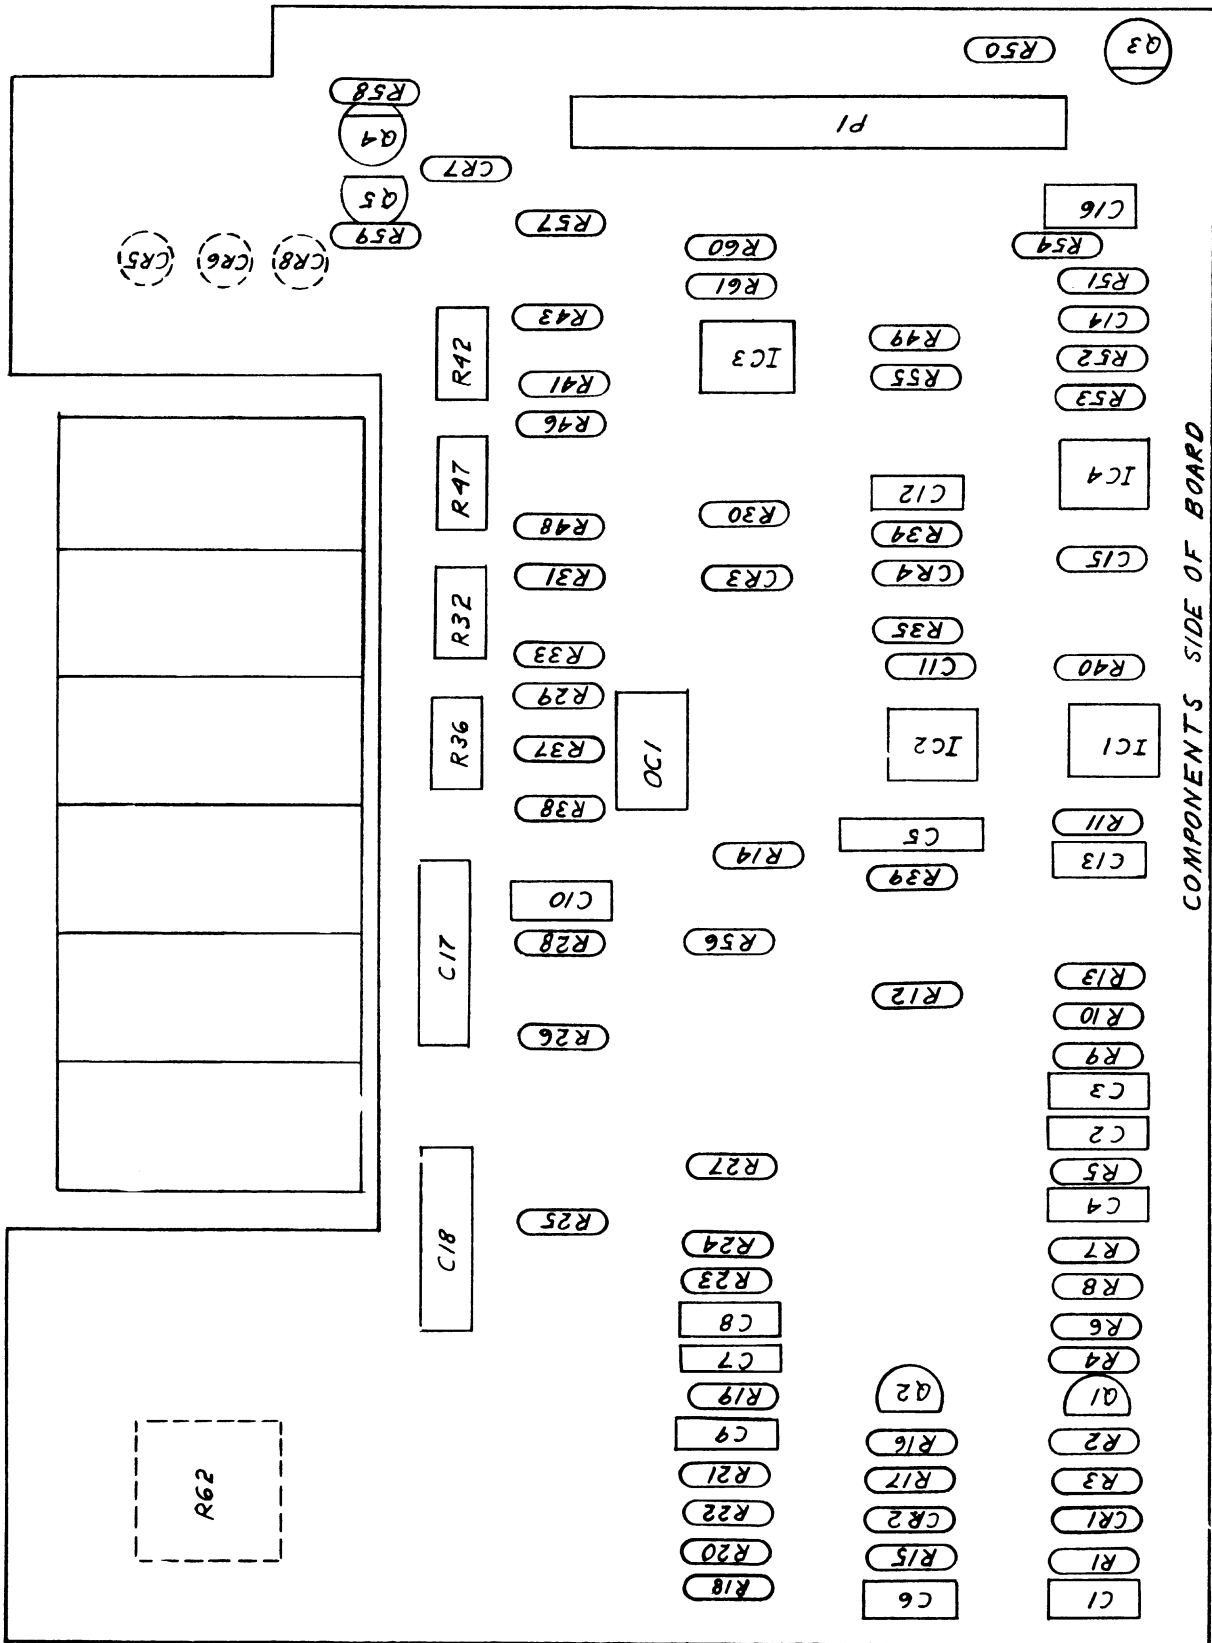 Q3
R50
P1
R58
Q4
CR7
Q5
R59
CR5
CR6
CR8
R57
R60
R61
C16
R54
R51
C14
R52
R53
R43
R42
R41
R46
IC3
R49
R55
IC4
R47
R48
R30
C12
R34
CR4
C15
R31
CR3
R32
R33
R35
C11
R40
R29
R36
R37
R38
OC1
IC2
IC1
C5
R11
C13
R14
R39
C10
C17
R28
R56
R12
R13
R10
R9
R26
C3
C2
R5
C4
R27
R25
C18
R24
R23
C8
C7
R7
R8
R6
R4
Q2
Q1
R19
C9
R16
R2
R21
R17
R3
R22
CR2
CR1
R20
R15
R1
R18
C6
C1
R62
COMPONENTS SIDE OF BOARD